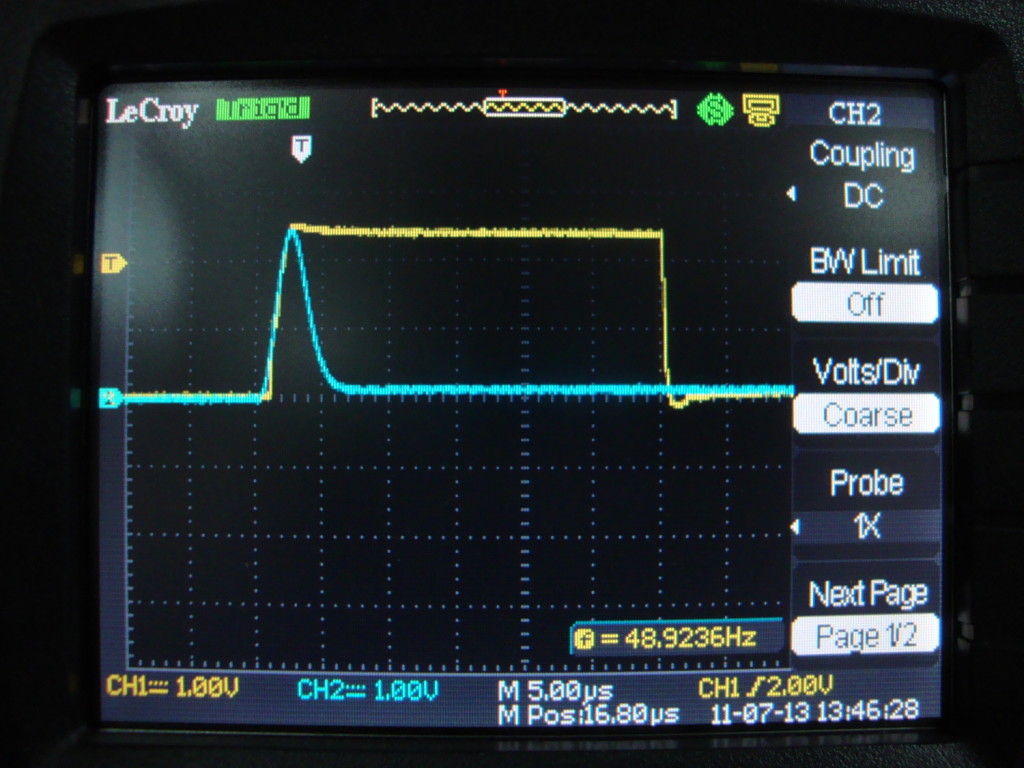 LeCroy
T
CH2
Coupling
DC
T
BW Limit
Off
Volts/Div
Coarse
2
Probe
1X
Next Page
Page 1/2
f = 48.9236Hz
CH1 1.00V CH2 1.00V M 5.00µs CH1 / 2.00V
M Pos:16.80µs 11-07-13 13:46:28